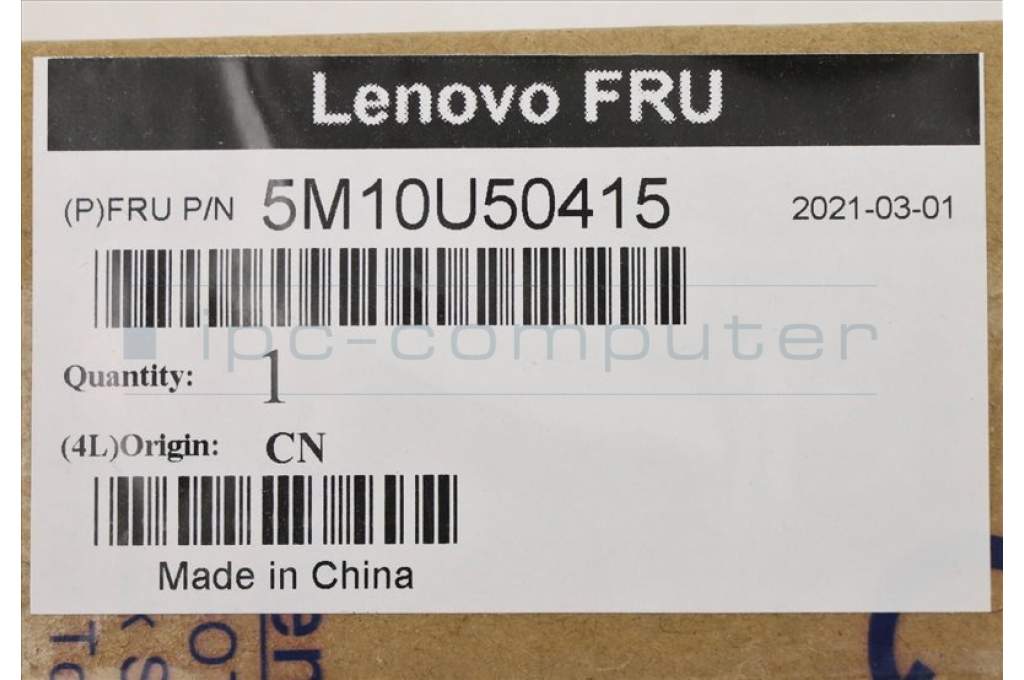 Lenovo FRU
(P)FRU P/N 5M10U50415 2021-03-01
ipc-computer
Quantity: 1
(4L)Origin: CN
Made in China